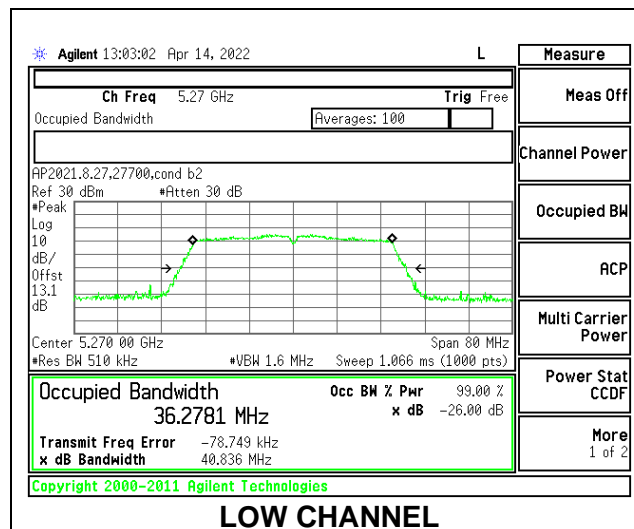 Agilent 13:03:02 Apr 14, 2022 L
Measure
Ch Freq 5.27 GHz Trig Free
Occupied Bandwidth Averages: 100
AP2021.8.27,27700,cond b2
Ref 30 dBm #Atten 30 dB
#Peak
Log
10
dB/
Offst
13.1
dB
Center 5.270 00 GHz Span 80 MHz
#Res BW 510 kHz #VBW 1.6 MHz Sweep 1.066 ms (1000 pts)
Occupied Bandwidth Occ BW % Pwr 99.00 %
36.2781 MHz x dB -26.00 dB
Transmit Freq Error -78.749 kHz
x dB Bandwidth 40.836 MHz
Copyright 2000-2011 Agilent Technologies
Meas Off
Channel Power
Occupied BW
ACP
Multi Carrier
Power
Power Stat
CCDF
More
1 of 2
LOW CHANNEL